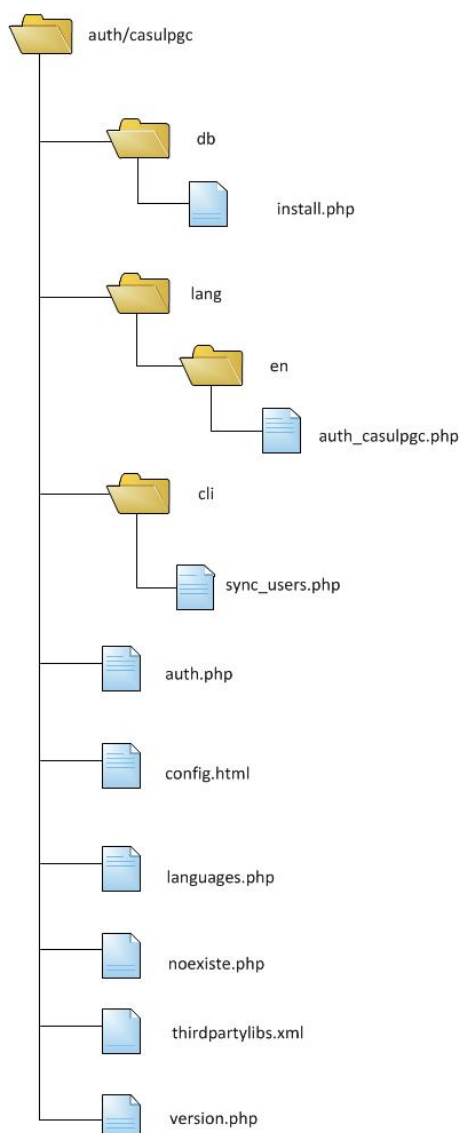 auth/casulpgc
db
install.php
lang
en
auth_casulpgc.php
cli
sync_users.php
auth.php
config.html
languages.php
noexiste.php
thirdpartylibs.xml
version.php